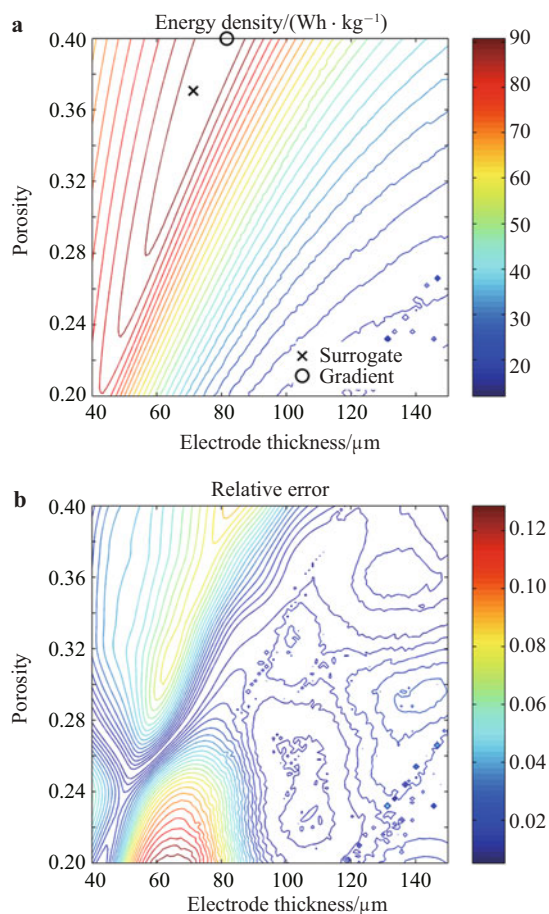 a
Energy density/(Wh · kg⁻¹)
0.40
0.36
0.32
0.28
0.24
0.20
Porosity
40 60 80 100 120 140
Electrode thickness/µm
× Surrogate
○ Gradient
90
80
70
60
50
40
30
20
b
Relative error
0.40
0.36
0.32
0.29
0.24
0.20
Porosity
40 60 80 100 120 140
Electrode thickness/µm
0.12
0.10
0.08
0.06
0.04
0.02